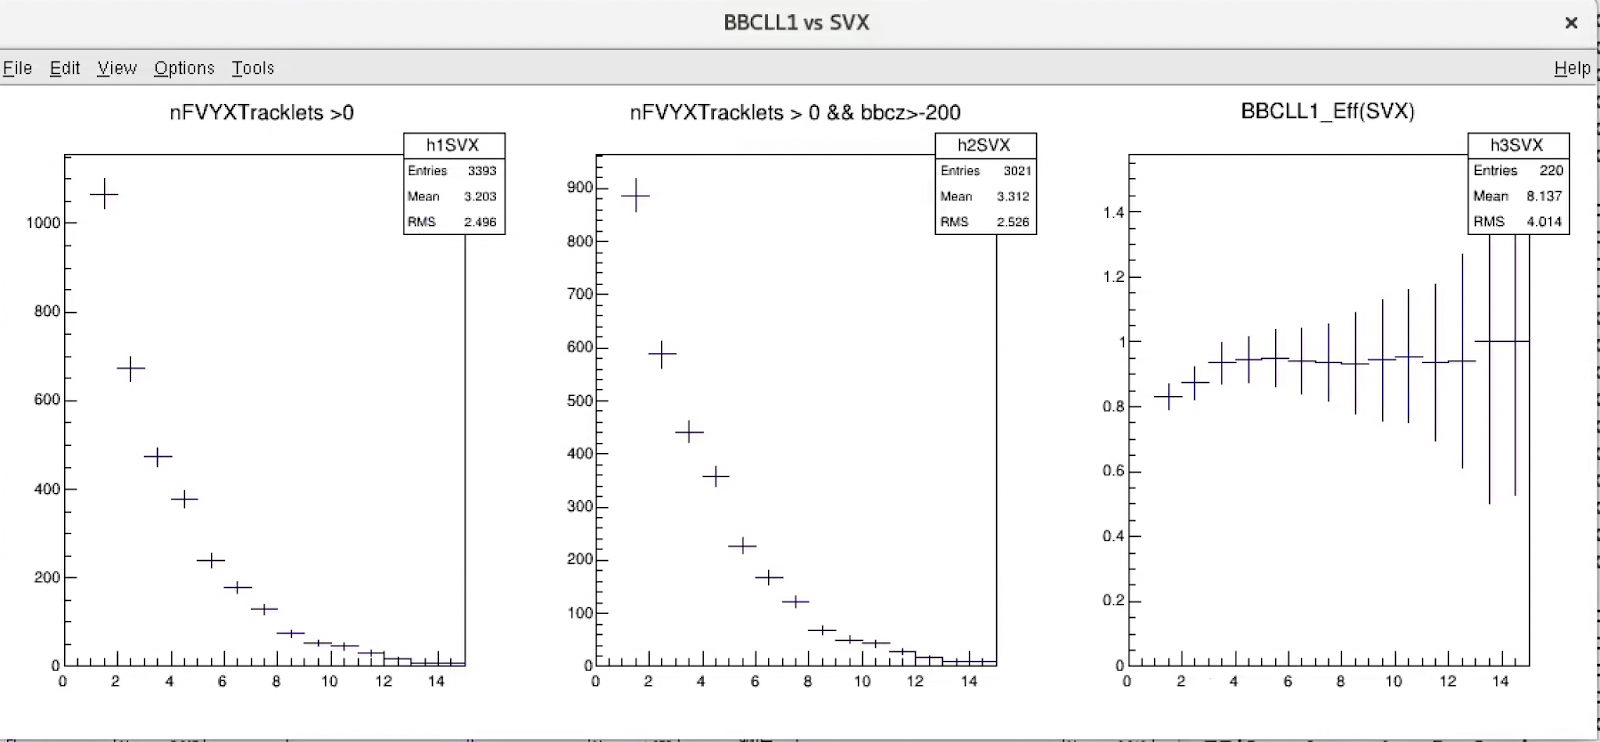 BBCLL1 vs SVX
File Edit View Options Tools Help
nFVYXTracklets >0
h1SVX
Entries 3393
Mean 3.203
RMS 2.496
1000
800
600
400
200
0
0 2 4 6 8 10 12 14
nFVYXTracklets > 0 && bbcz>-200
h2SVX
Entries 3021
Mean 3.312
RMS 2.526
900
800
700
600
500
400
300
200
100
0
0 2 4 6 8 10 12 14
BBCLL1_Eff(SVX)
h3SVX
Entries 220
Mean 8.137
RMS 4.014
1.4
1.2
1
0.8
0.6
0.4
0.2
0
0 2 4 6 8 10 12 14